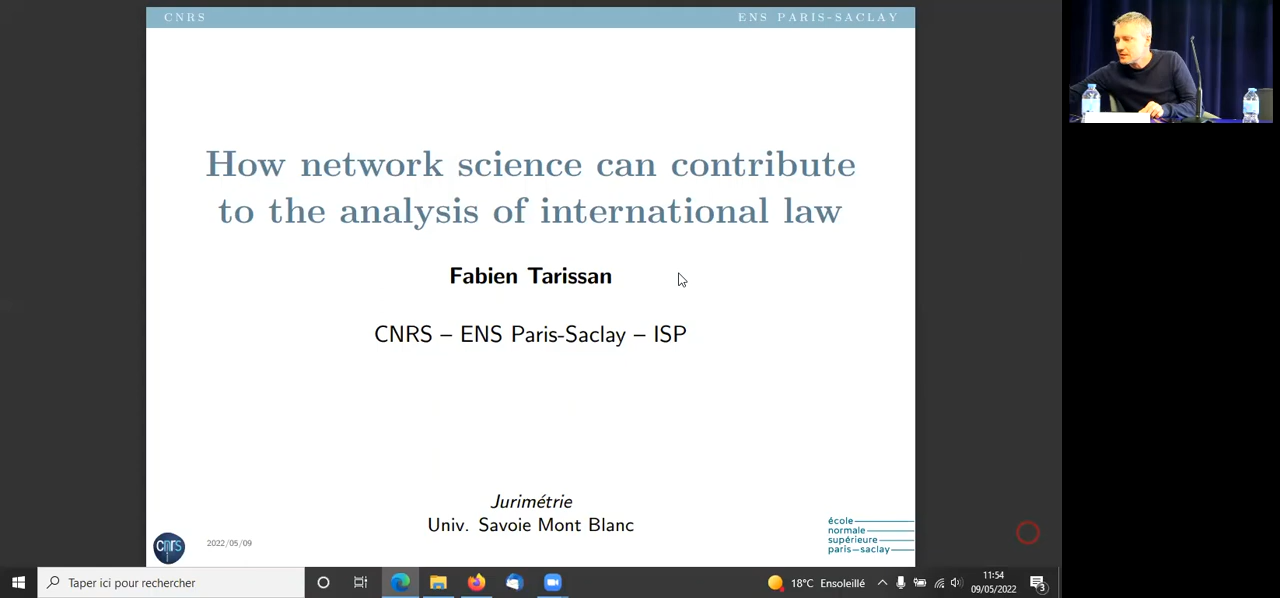 CNRS
ENS PARIS-SACLAY
How network science can contribute
to the analysis of international law
Fabien Tarissan
CNRS – ENS Paris-Saclay – ISP
Jurimétrie
Univ. Savoie Mont Blanc
cnrs
2022/05/09
école
normale
supérieure
paris–saclay
Taper ici pour rechercher
18°C Ensoleillé
11:54
09/05/2022
3